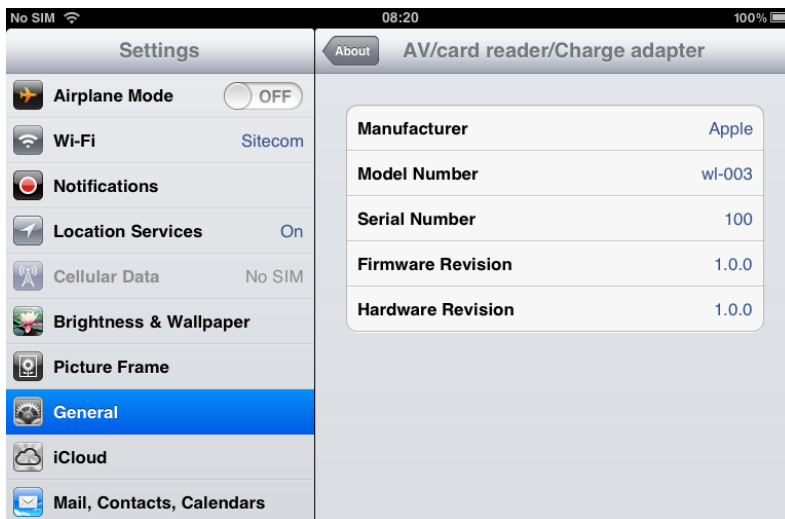 No SIM 08:20 100%
Settings
Airplane Mode OFF
Wi-Fi Sitecom
Notifications
Location Services On
Cellular Data No SIM
Brightness & Wallpaper
Picture Frame
General
iCloud
Mail, Contacts, Calendars
About AV/card reader/Charge adapter
Manufacturer Apple
Model Number wl-003
Serial Number 100
Firmware Revision 1.0.0
Hardware Revision 1.0.0